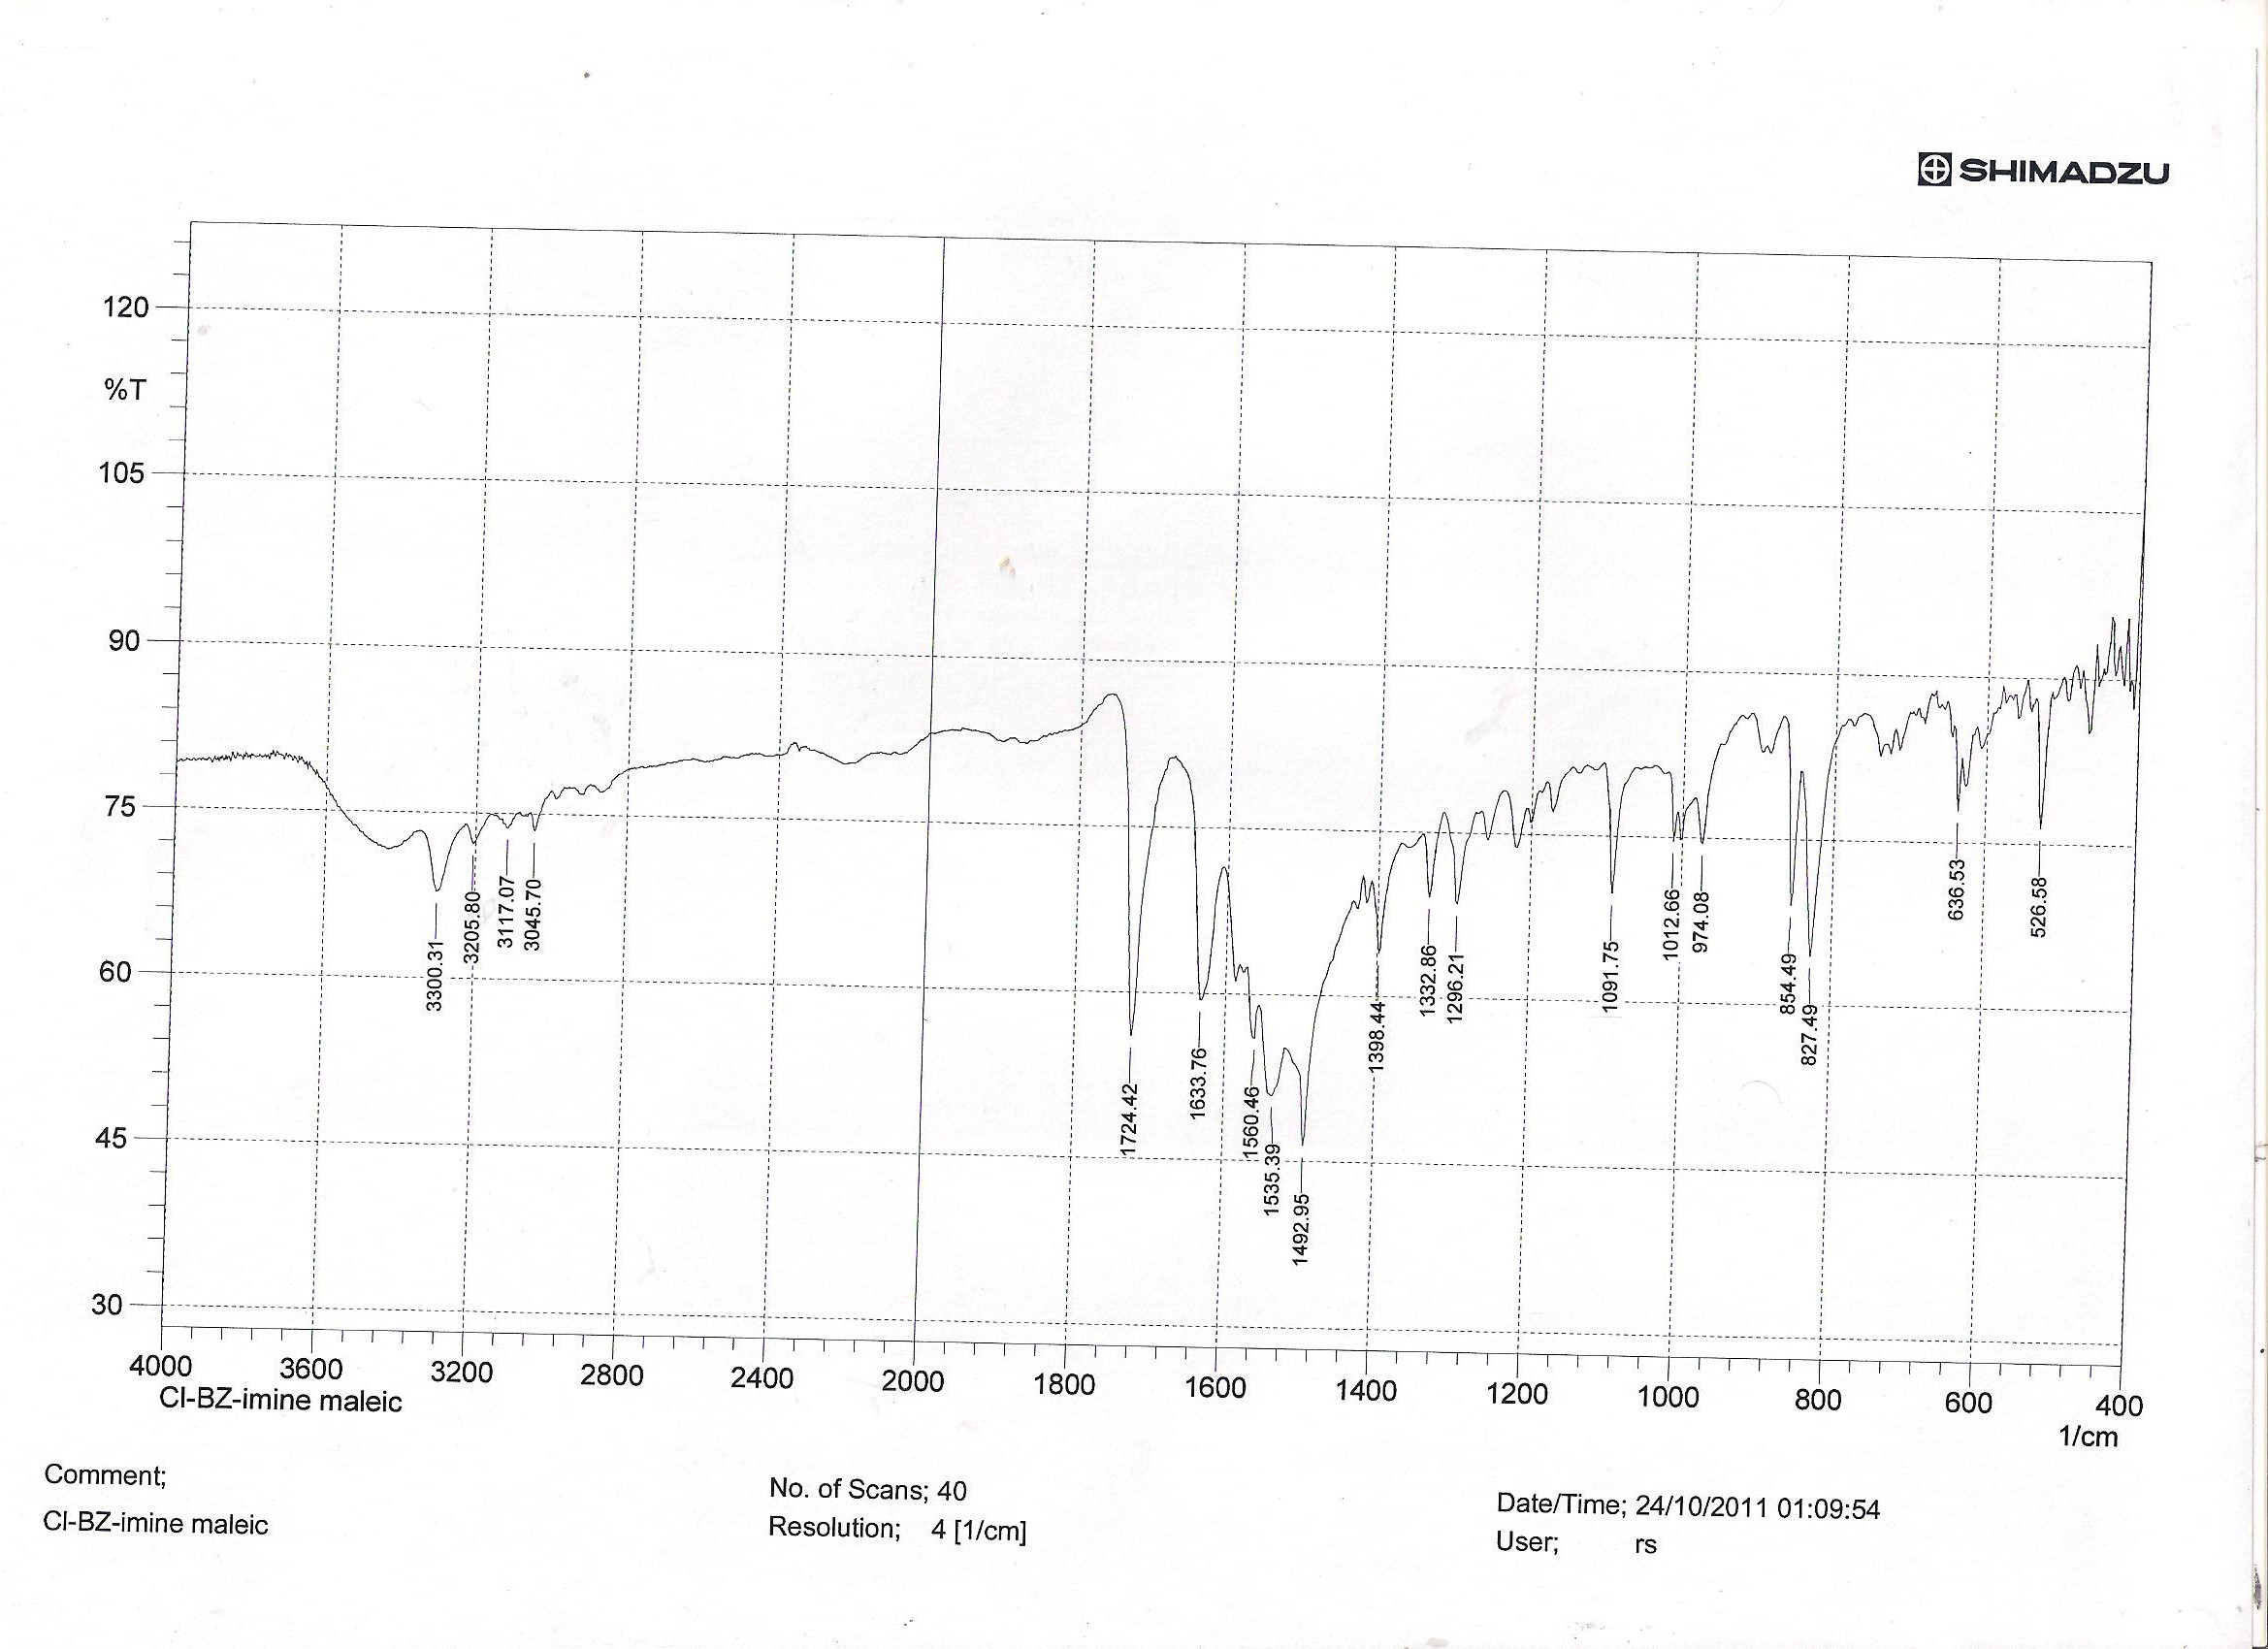 SHIMADZU
120
%T
105
90
75
60
45
30
3300.31
3205.80
3117.07
3045.70
1724.42
1633.76
1560.46
1535.39
1492.95
1398.44
1332.86
1296.21
1091.75
1012.66
974.08
854.49
827.49
636.53
526.58
4000 3600 3200 2800 2400 2000 1800 1600 1400 1200 1000 800 600 400
Cl-BZ-imine maleic
1/cm
Comment;
Cl-BZ-imine maleic
No. of Scans; 40
Resolution; 4 [1/cm]
Date/Time; 24/10/2011 01:09:54
User; rs